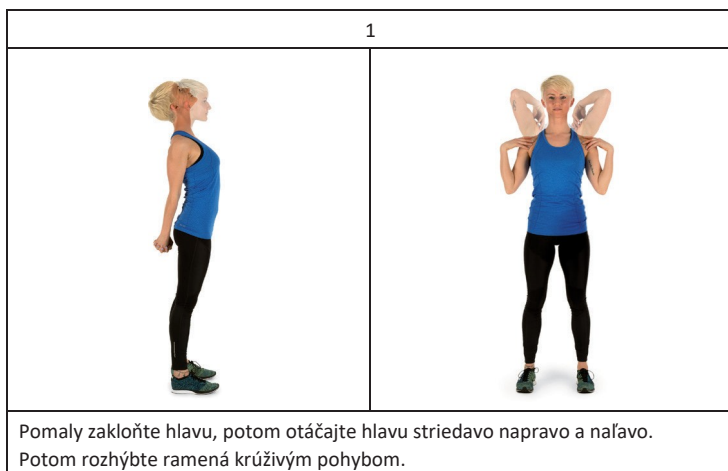 1
Pomaly zakloňte hlavu, potom otáčajte hlavu striedavo napravo a naľavo.
Potom rozhýbte ramená krúživým pohybom.